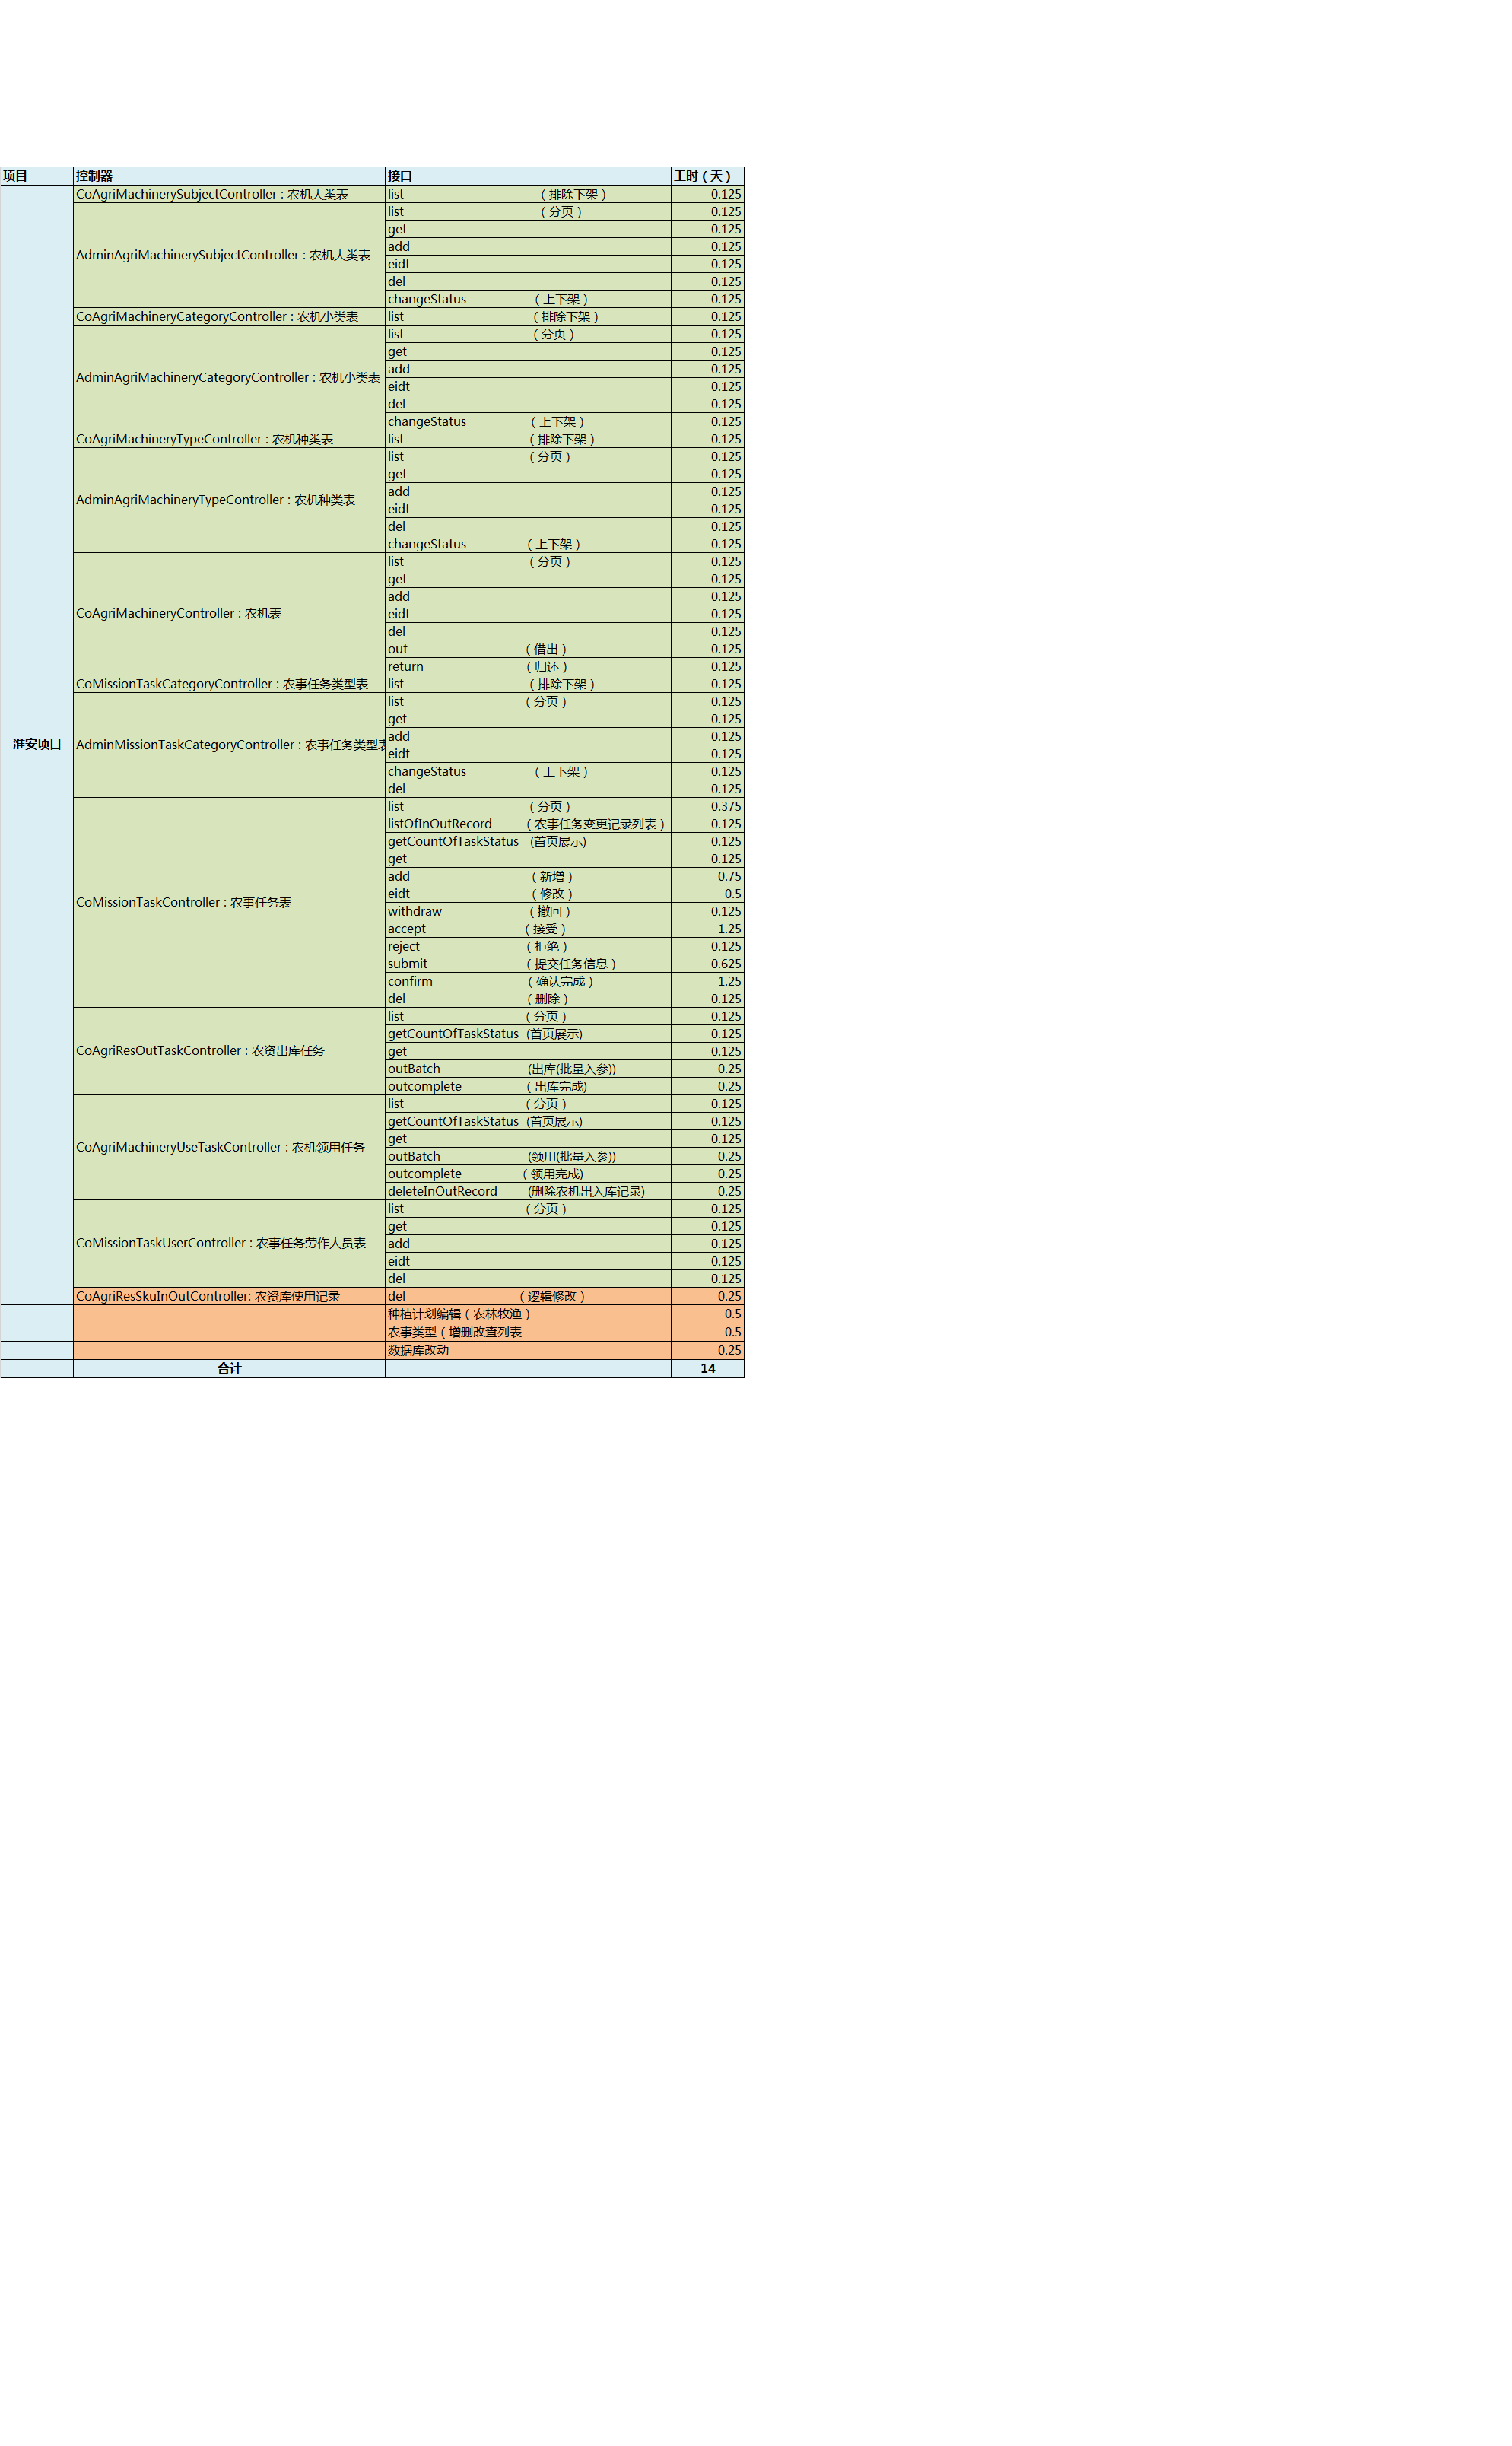 项目 控制器 接口 工时（天）
CoAgriMachinerySubjectController：农机大类表 list （排除下架） 0.125
list （分页） 0.125
get 0.125
add 0.125
AdminAgriMachinerySubjectController：农机大类表
eidt 0.125
del 0.125
changeStatus （上下架） 0.125
CoAgriMachineryCategoryController：农机小类表 list （排除下架） 0.125
list （分页） 0.125
get 0.125
add 0.125
AdminAgriMachineryCategoryController：农机小类表
eidt 0.125
del 0.125
changeStatus （上下架） 0.125
CoAgriMachineryTypeController：农机种类表 list （排除下架） 0.125
list （分页） 0.125
get 0.125
add 0.125
AdminAgriMachineryTypeController：农机种类表
eidt 0.125
del 0.125
changeStatus （上下架） 0.125
list （分页） 0.125
get 0.125
add 0.125
CoAgriMachineryController：农机表 eidt 0.125
del 0.125
out （借出） 0.125
return （归还） 0.125
CoMissionTaskCategoryController：农事任务类型表 list （排除下架） 0.125
list （分页） 0.125
get 0.125
add 0.125
淮安项目 AdminMissionTaskCategoryController：农事任务类型表
eidt 0.125
changeStatus （上下架） 0.125
del 0.125
list （分页） 0.375
listOfInOutRecord （农事任务变更记录列表） 0.125
getCountOfTaskStatus (首页展示) 0.125
get 0.125
add （新增） 0.75
eidt （修改） 0.5
CoMissionTaskController：农事任务表
withdraw （撤回） 0.125
accept （接受） 1.25
reject （拒绝） 0.125
submit （提交任务信息） 0.625
confirm （确认完成） 1.25
del （删除） 0.125
list （分页） 0.125
getCountOfTaskStatus (首页展示) 0.125
CoAgriResOutTaskController：农资出库任务 get 0.125
outBatch (出库(批量入参)) 0.25
outcomplete （出库完成) 0.25
list （分页） 0.125
getCountOfTaskStatus (首页展示) 0.125
get 0.125
CoAgriMachineryUseTaskController：农机领用任务
outBatch (领用(批量入参)) 0.25
outcomplete （领用完成) 0.25
deleteInOutRecord (删除农机出入库记录) 0.25
list （分页） 0.125
get 0.125
CoMissionTaskUserController：农事任务劳作人员表 add 0.125
eidt 0.125
del 0.125
CoAgriResSkuInOutController: 农资库使用记录 del （逻辑修改） 0.25
种植计划编辑（农林牧渔） 0.5
农事类型（增删改查列表 0.5
数据库改动 0.25
合计 14